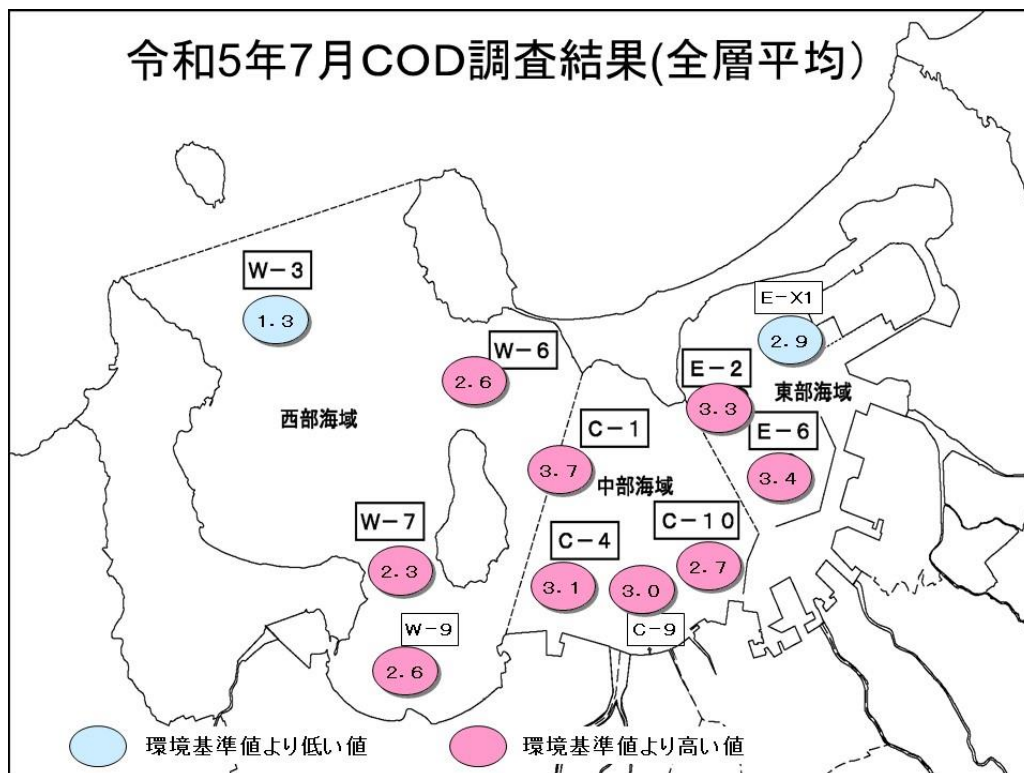 令和5年7月COD調査結果(全層平均)
W-3
1.3
E-X1
2.9
W-6
2.6
E-2
3.3
東部海域
西部海域
C-1
3.7
E-6
3.4
中部海域
W-7
2.3
C-4
3.1
C-10
2.7
3.0
C-9
W-9
2.6
環境基準値より低い値
環境基準値より高い値